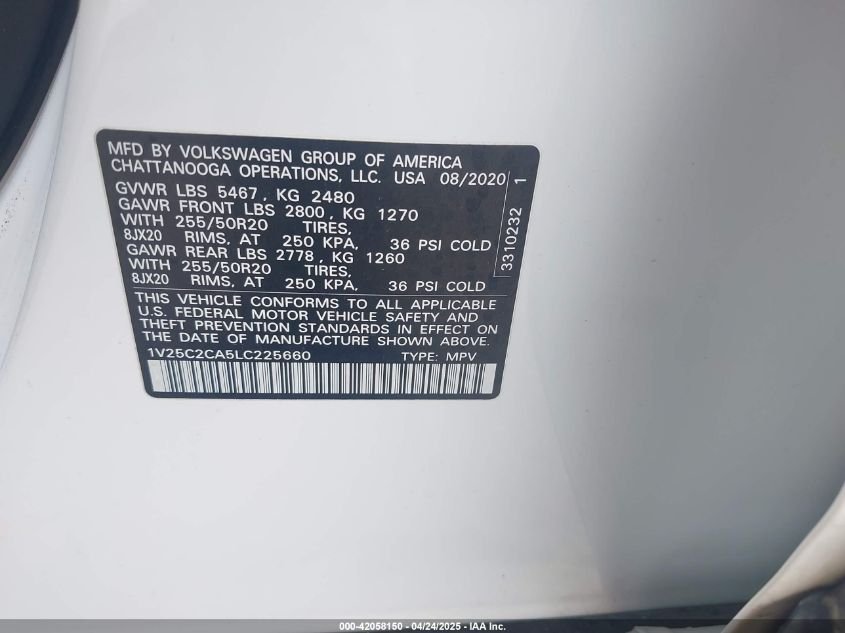 MFD BY VOLKSWAGEN GROUP OF AMERICA
CHATTANOOGA OPERATIONS, LLC. USA 08/2020
GVWR LBS 5467, KG 2480
GAWR FRONT LBS 2800, KG 1270
WITH 255/50R20 TIRES,
8JX20 RIMS, AT 250 KPA, 36 PSI COLD
GAWR REAR LBS 2778, KG 1260
WITH 255/50R20 TIRES,
8JX20 RIMS, AT 250 KPA, 36 PSI COLD
3310232 1
THIS VEHICLE CONFORMS TO ALL APPLICABLE
U.S. FEDERAL MOTOR VEHICLE SAFETY AND
THEFT PREVENTION STANDARDS IN EFFECT ON
THE DATE OF MANUFACTURE SHOWN ABOVE.
1V25C2CA5LC225660 TYPE: MPV
000-42058150 - 04/24/2025 - IAA Inc.